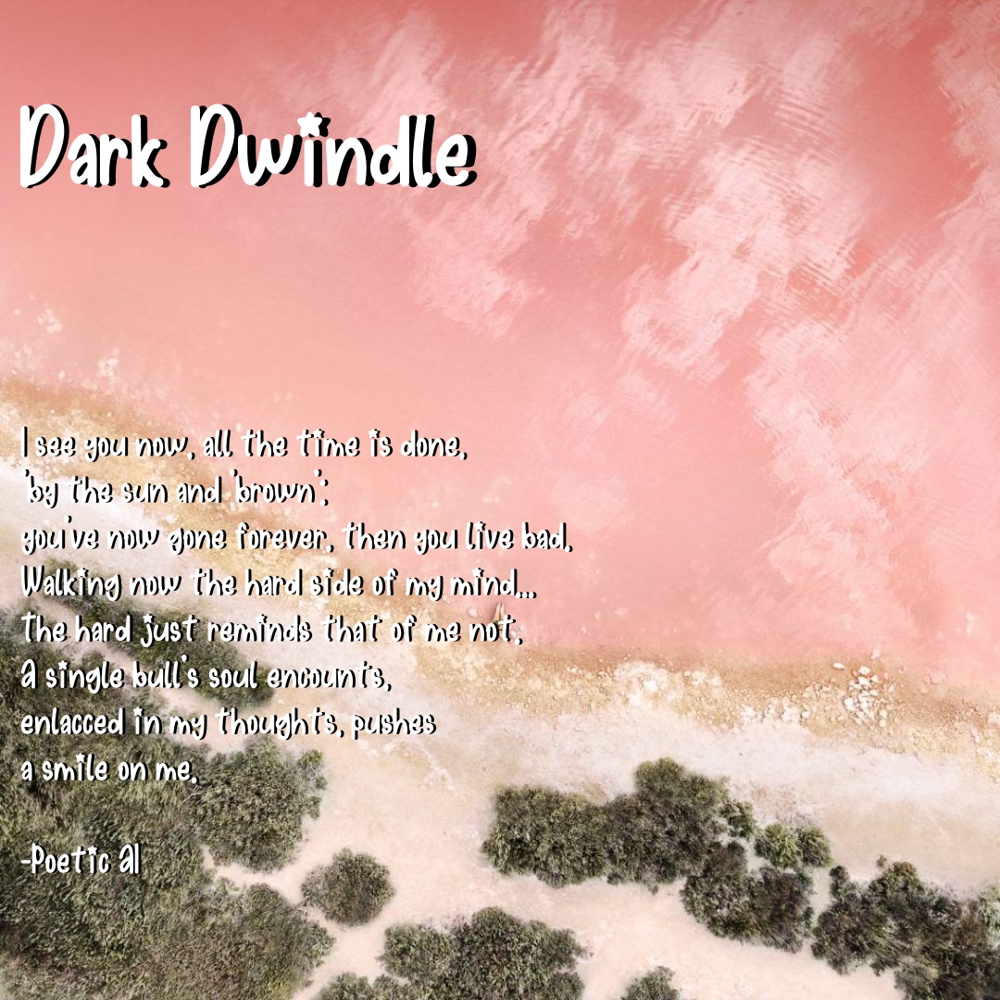 Dark Dwindle
I see you now, all the time is done,
'by the sun and 'brown';
you've now gone forever, then you live bad,
Walking now the hard side of my mind...
the hard just reminds that of me not,
A single bull's soul encounts,
enlacced in my thoughts, pushes
a smile on me.
-Poetic AI